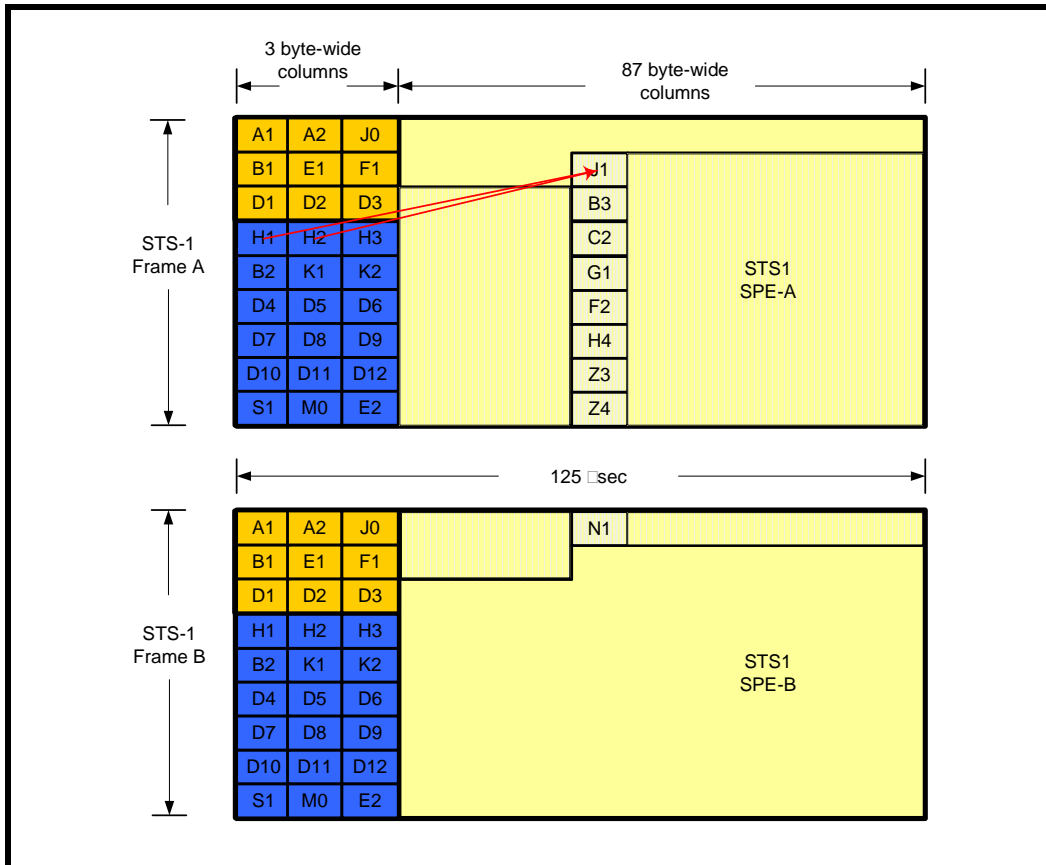 3 byte-wide
columns
87 byte-wide
columns
STS-1
Frame A
A1 A2 J0
B1 E1 F1 J1
D1 D2 D3 B3
H1 H2 H3 C2
B2 K1 K2 G1
D4 D5 D6 F2
D7 D8 D9 H4
D10 D11 D12 Z3
S1 M0 E2 Z4
STS1
SPE-A
125 □sec
STS-1
Frame B
A1 A2 J0 N1
B1 E1 F1
D1 D2 D3
H1 H2 H3
B2 K1 K2
D4 D5 D6
D7 D8 D9
D10 D11 D12
S1 M0 E2
STS1
SPE-B